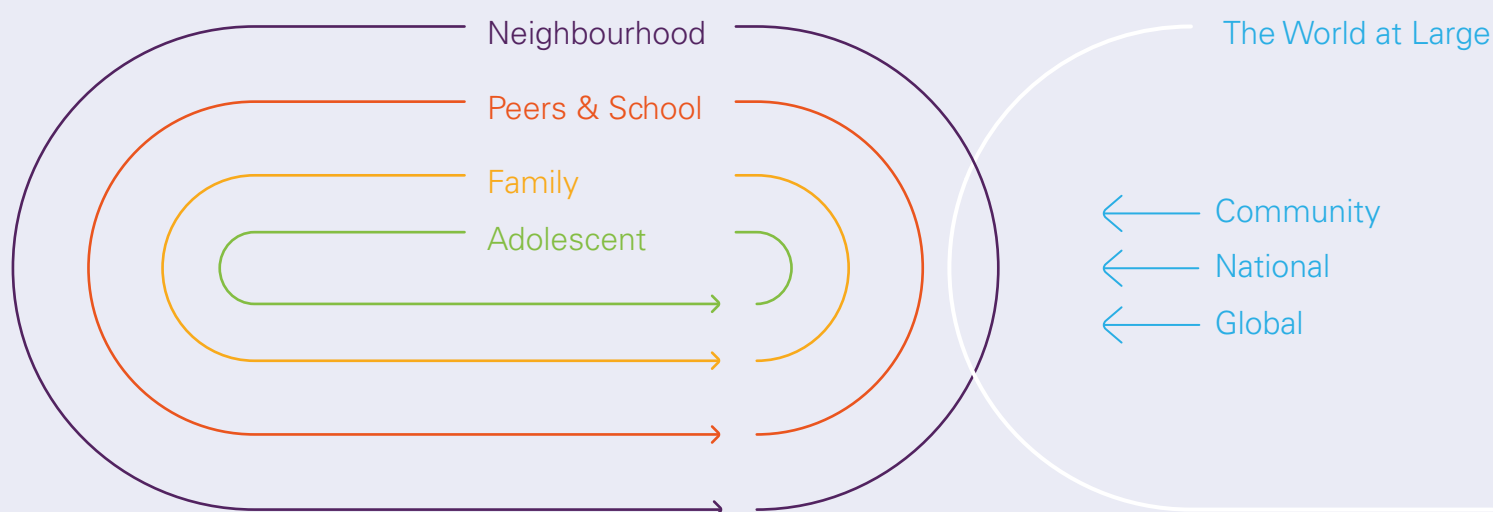 Neighbourhood
Peers & School
Family
Adolescent
The World at Large
Community
National
Global